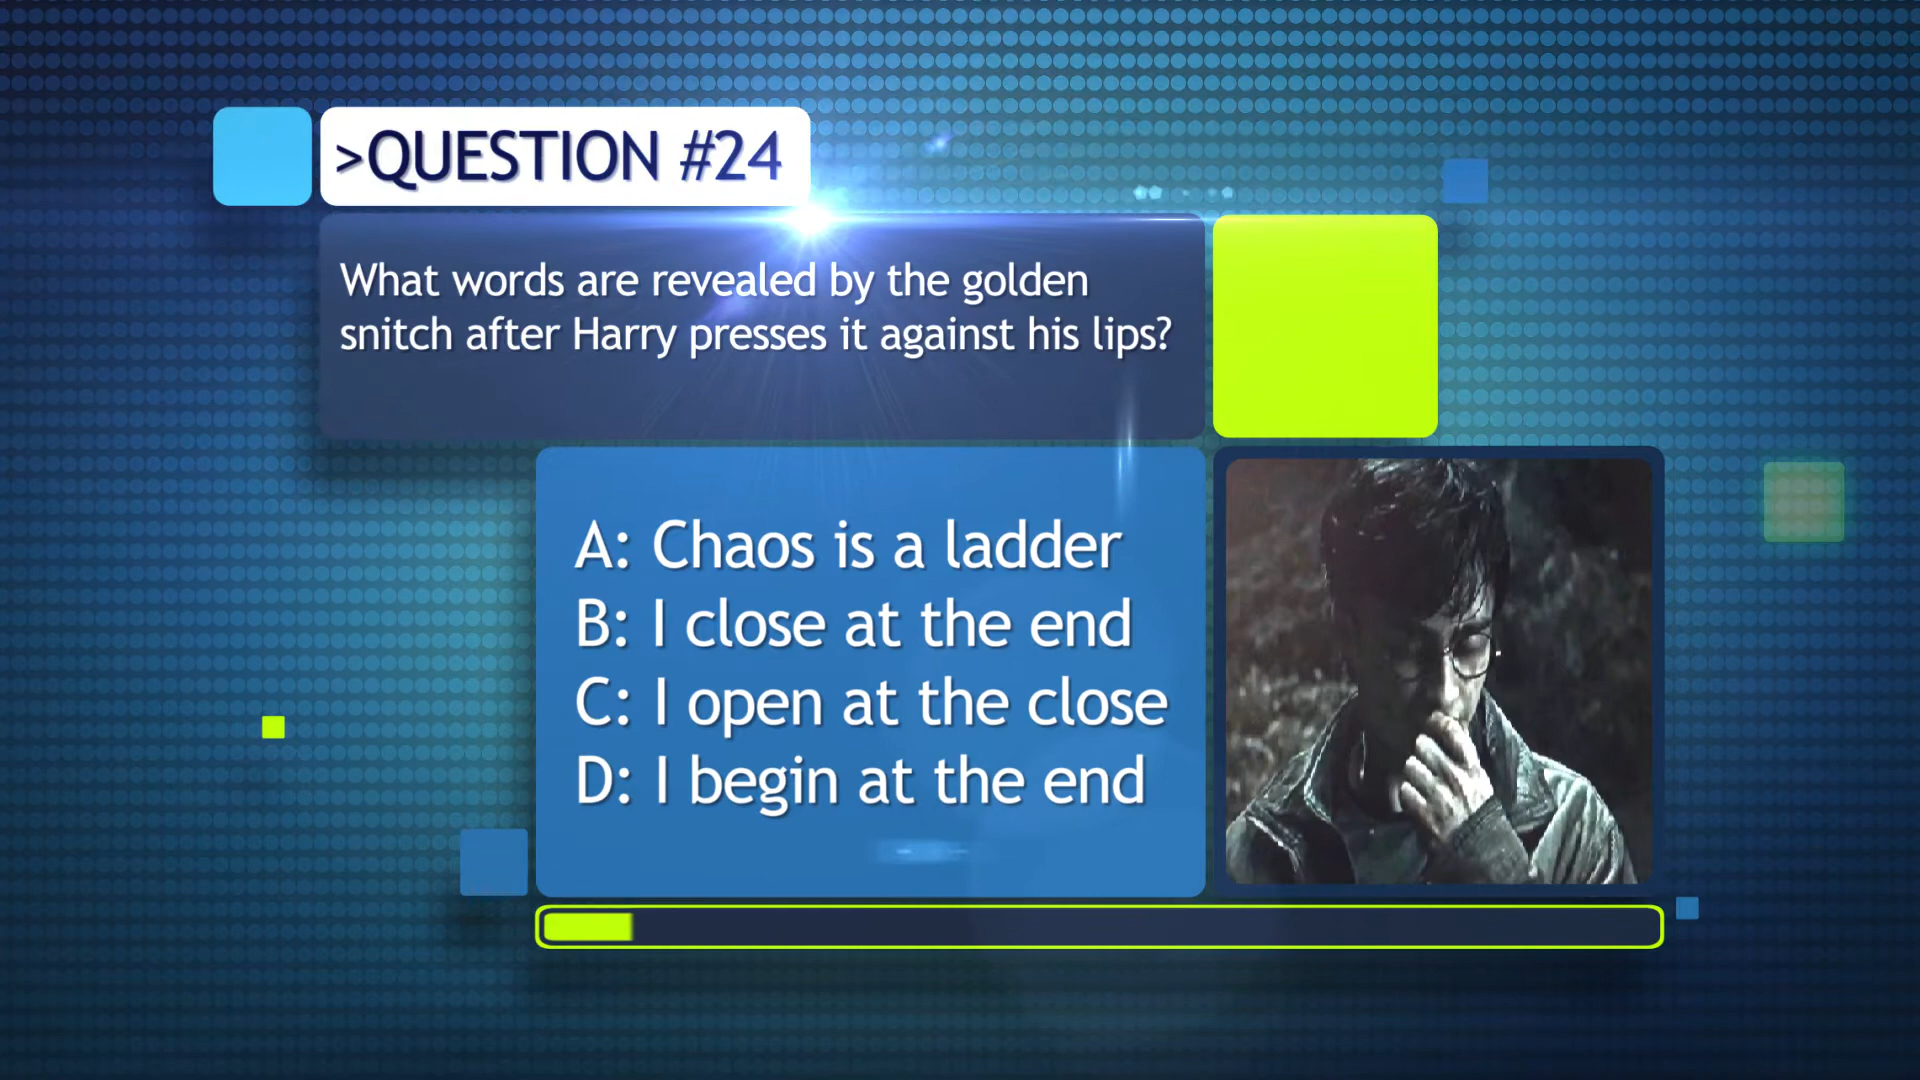 >QUESTION #24
What words are revealed by the golden
snitch after Harry presses it against his lips?
A: Chaos is a ladder
B: I close at the end
C: I open at the close
D: I begin at the end